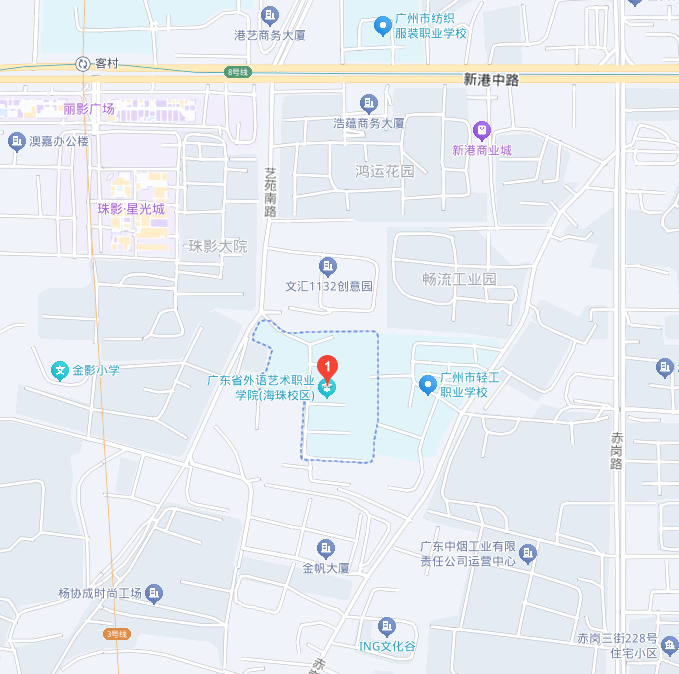 广州市纺织
服装职业学校
港艺商务大厦
客村
8号线
新港中路
丽影广场
浩蕴商务大厦
澳嘉办公楼
新港商业城
鸿运花园
艺苑南路
珠影·星光城
珠影大院
畅流工业园
文汇1132创意园
1
金影小学
文
广东省外语艺术职业
学院(海珠校区)
广州市轻工
职业学校
赤岗路
广东中烟工业有限
责任公司运营中心
金帆大厦
杨协成时尚工场
3号线
ING文化谷
赤岗三街228号
住宅小区
赤